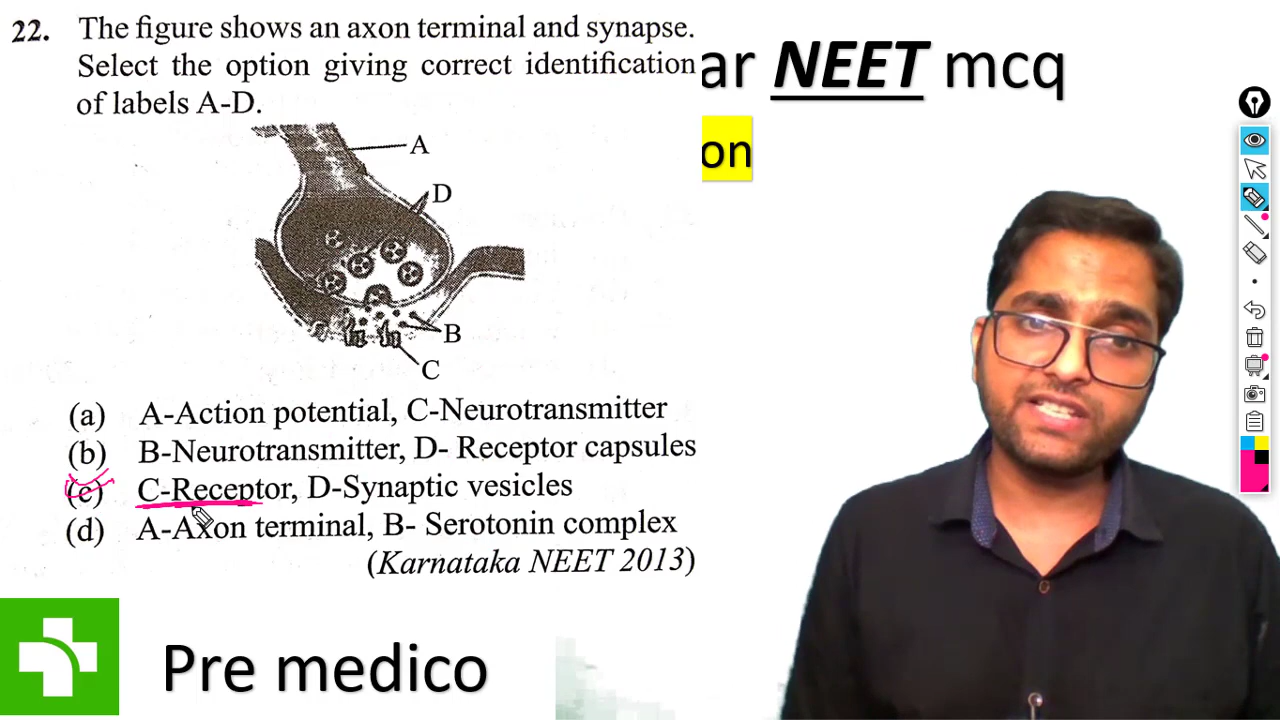 22. The figure shows an axon terminal and synapse.
Select the option giving correct identification
of labels A-D.
ar NEET mcq
on
A
D
B
C
(a) A-Action potential, C-Neurotransmitter
(b) B-Neurotransmitter, D- Receptor capsules
(c) C-Receptor, D-Synaptic vesicles
(d) A-Axon terminal, B- Serotonin complex
(Karnataka NEET 2013)
Pre medico